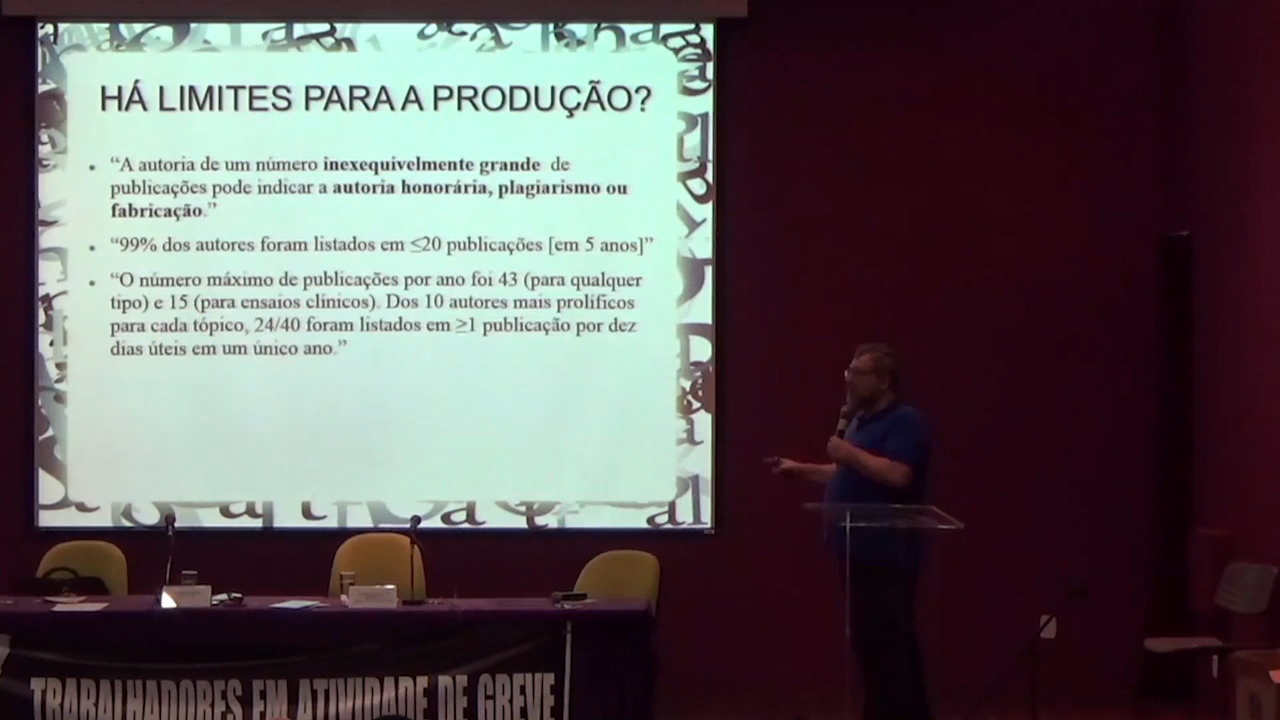 HÁ LIMITES PARA A PRODUÇÃO?
• “A autoria de um número inexequivelmente grande de
publicações pode indicar a autoria honorária, plagiarismo ou
fabricação.”
• “99% dos autores foram listados em ≤20 publicações [em 5 anos]”
• “O número máximo de publicações por ano foi 43 (para qualquer
tipo) e 15 (para ensaios clínicos). Dos 10 autores mais prolíficos
para cada tópico, 24/40 foram listados em ≥1 publicação por dez
dias úteis em um único ano.”
TRABALHADORES EM ATIVIDADE DE GREVE